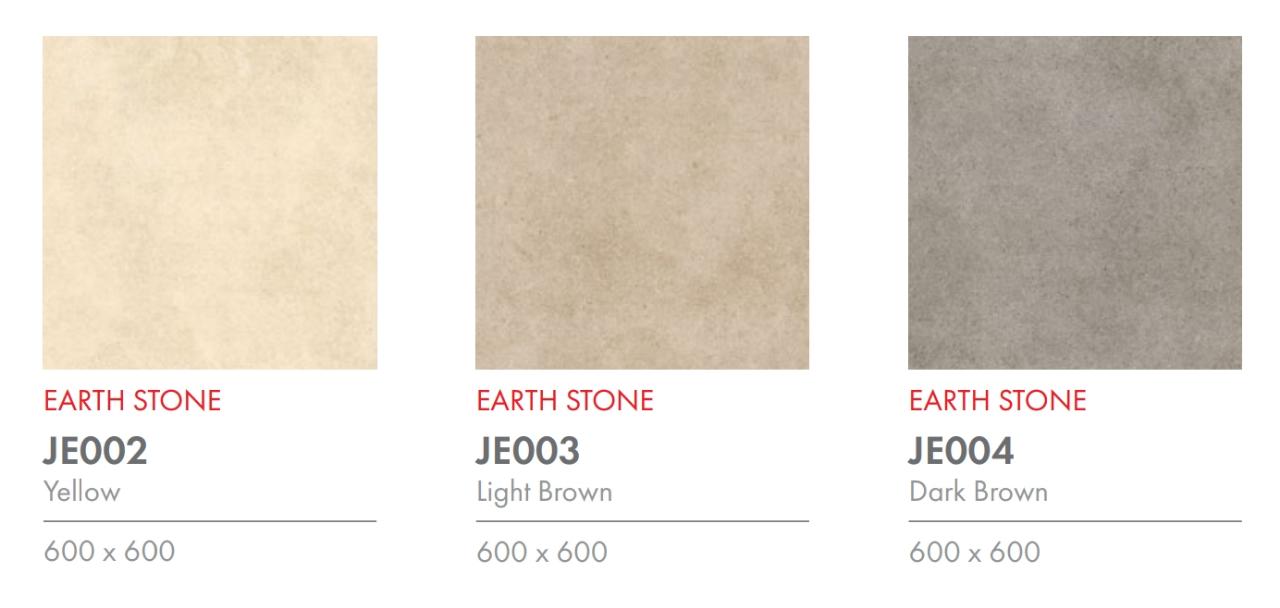 EARTH STONE
JE002
Yellow
600 x 600
EARTH STONE
JE003
Light Brown
600 x 600
EARTH STONE
JE004
Dark Brown
600 x 600